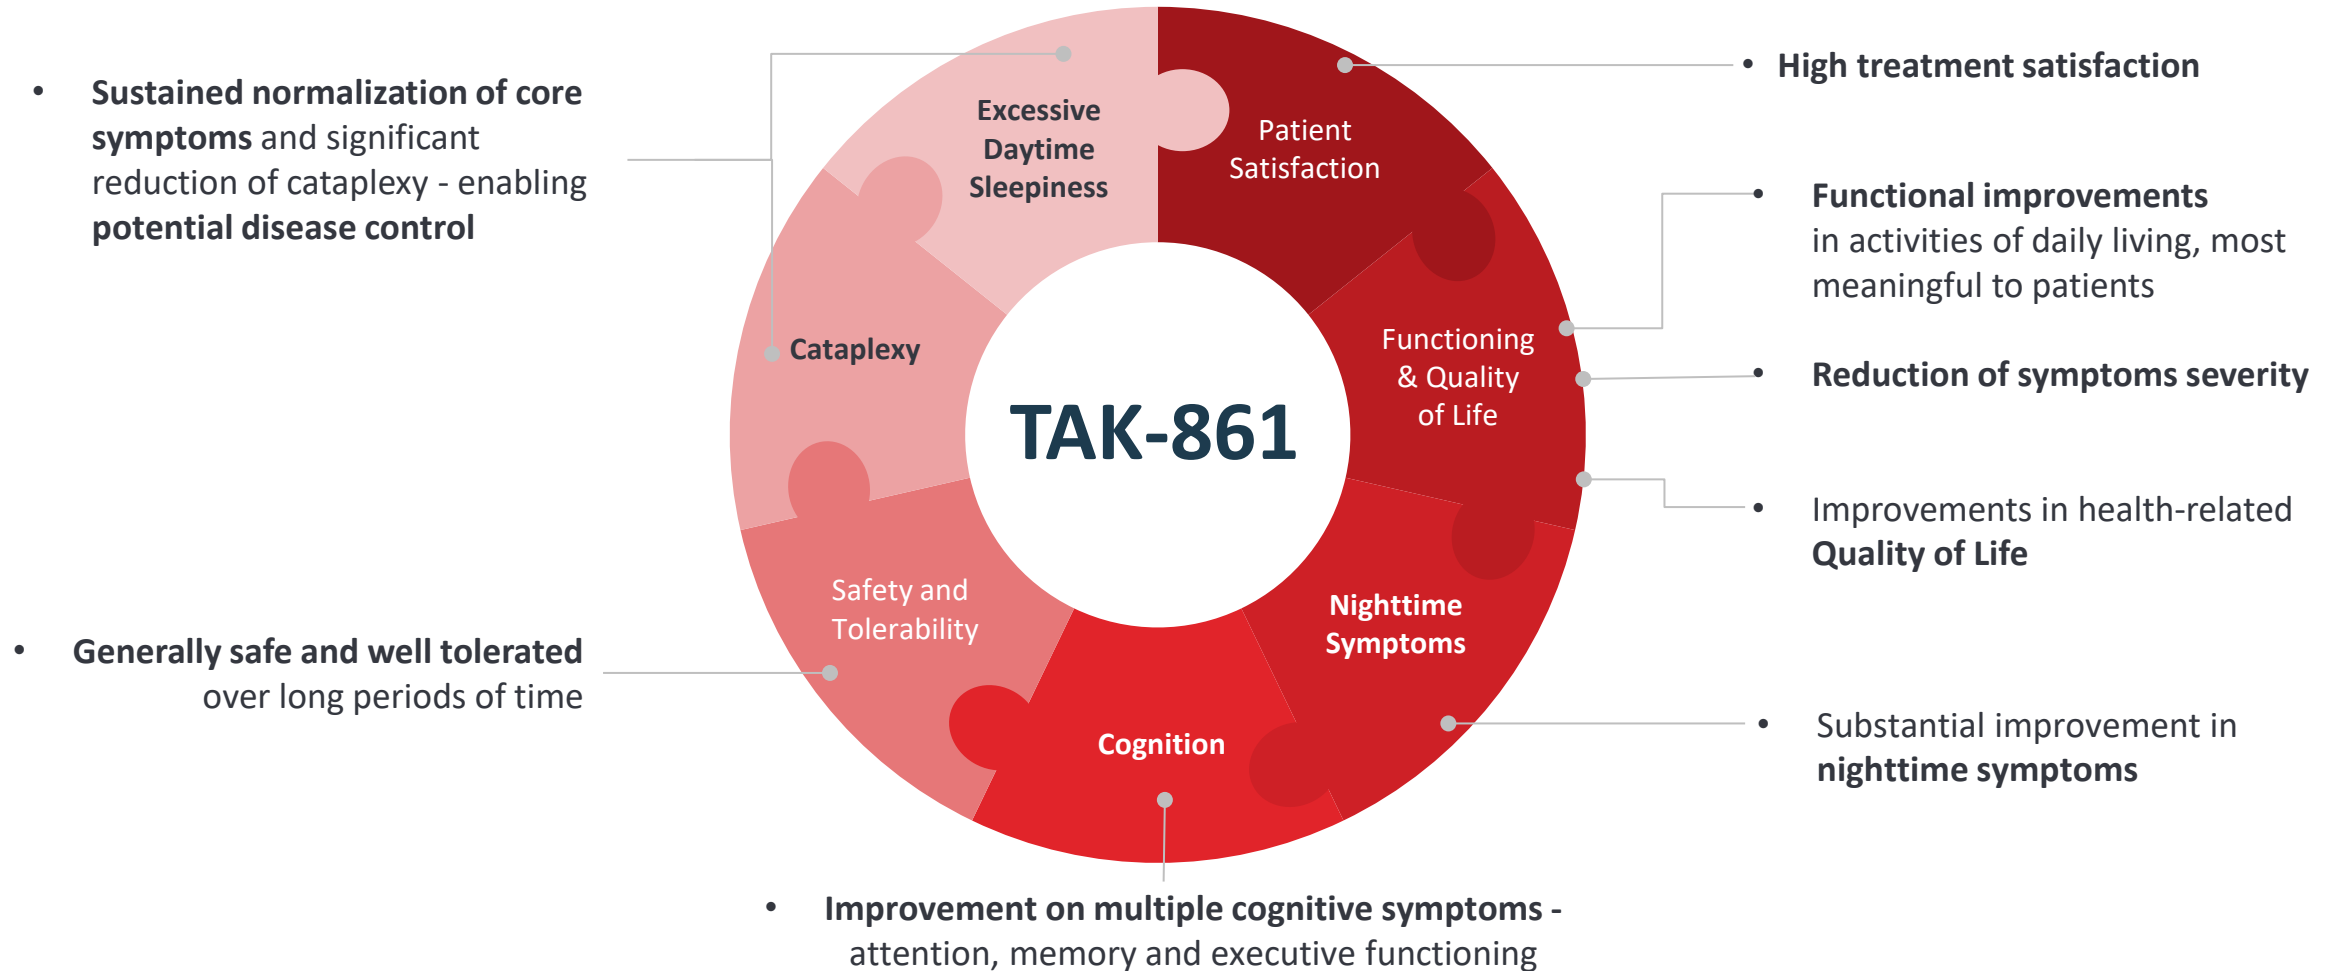 • Sustained normalization of core
symptoms and significant
reduction of cataplexy - enabling
potential disease control
• Generally safe and well tolerated
over long periods of time
Excessive
Daytime
Sleepiness
Patient
Satisfaction
Cataplexy
Functioning
& Quality
of Life
TAK-861
Safety and
Tolerability
Nighttime
Symptoms
Cognition
• High treatment satisfaction
• Functional improvements
in activities of daily living, most
meaningful to patients
• Reduction of symptoms severity
• Improvements in health-related
Quality of Life
• Substantial improvement in
nighttime symptoms
• Improvement on multiple cognitive symptoms -
attention, memory and executive functioning